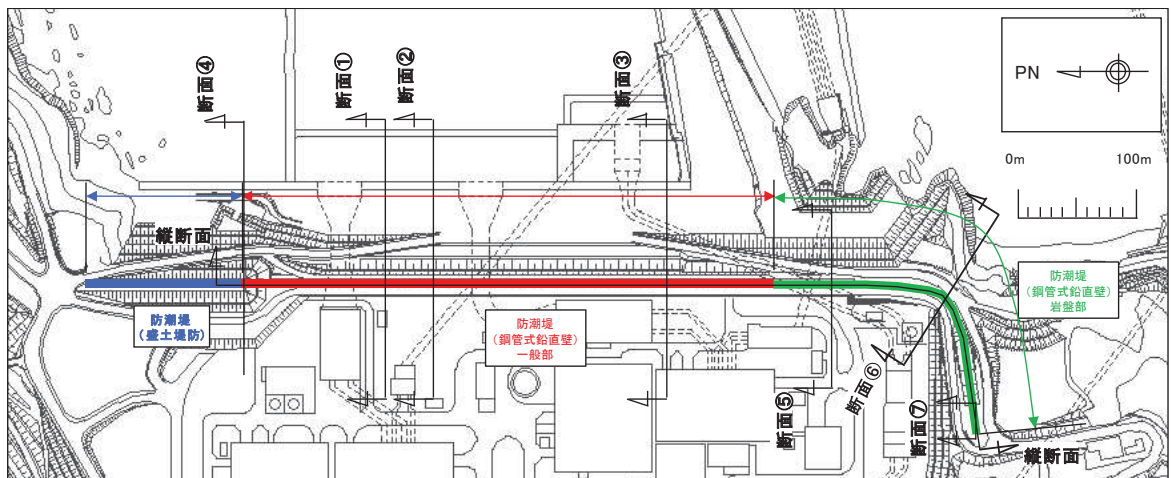 断面④
断面①
断面②
断面③
PN
0m 100m
縦断面
防潮堤
(盛土堤防)
防潮堤
(鋼管式鉛直壁)
一般部
防潮堤
(鋼管式鉛直壁)
岩盤部
断面⑤
断面⑥
断面⑦
縦断面